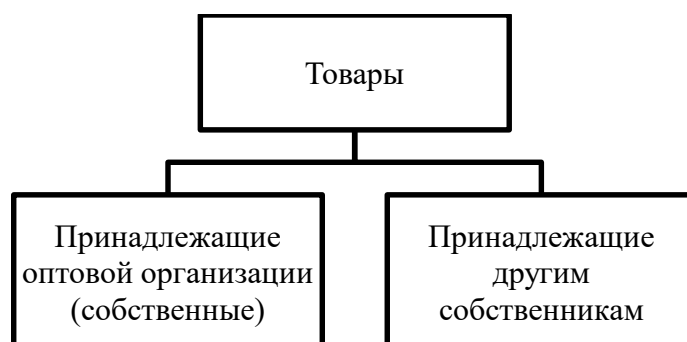 Товары
Принадлежащие
оптовой организации
(собственные)
Принадлежащие
другим
собственникам